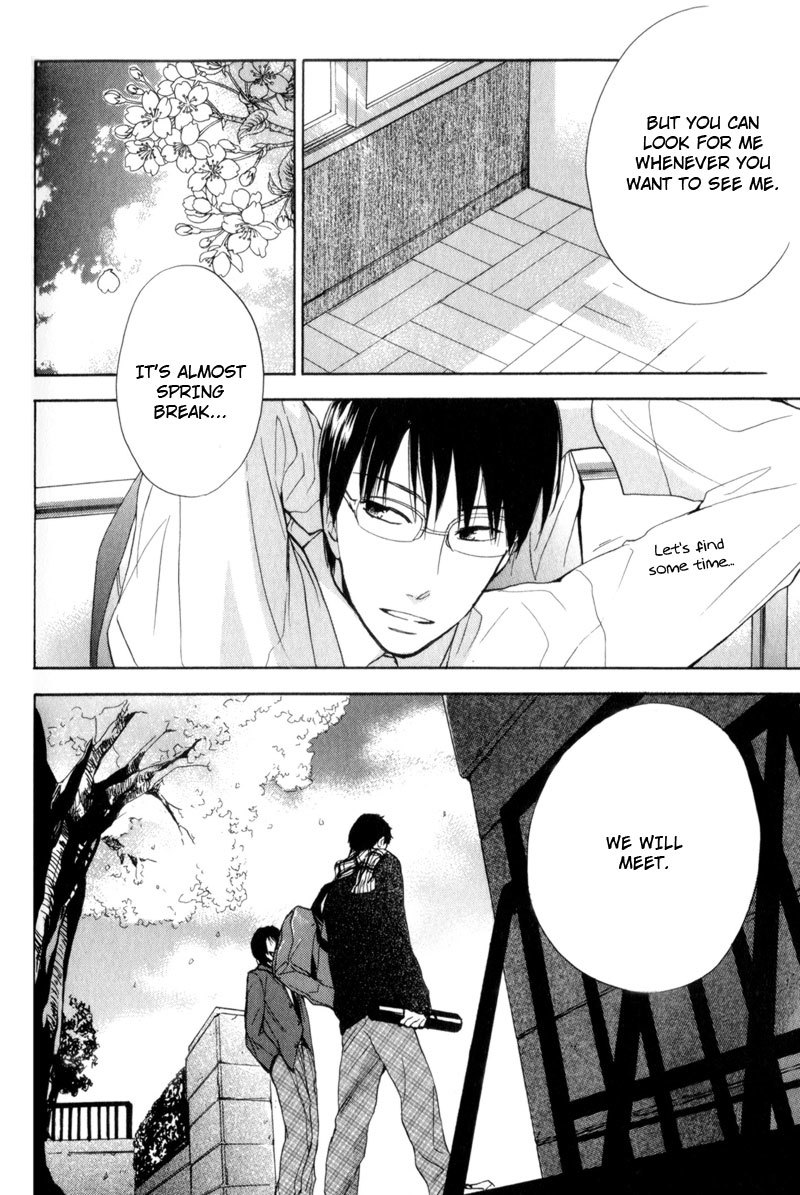 BUT YOU CAN
LOOK FOR ME
WHENEVER YOU
WANT TO SEE ME.
IT'S ALMOST
SPRING
BREAK...
Let's find
some time...
WE WILL
MEET.